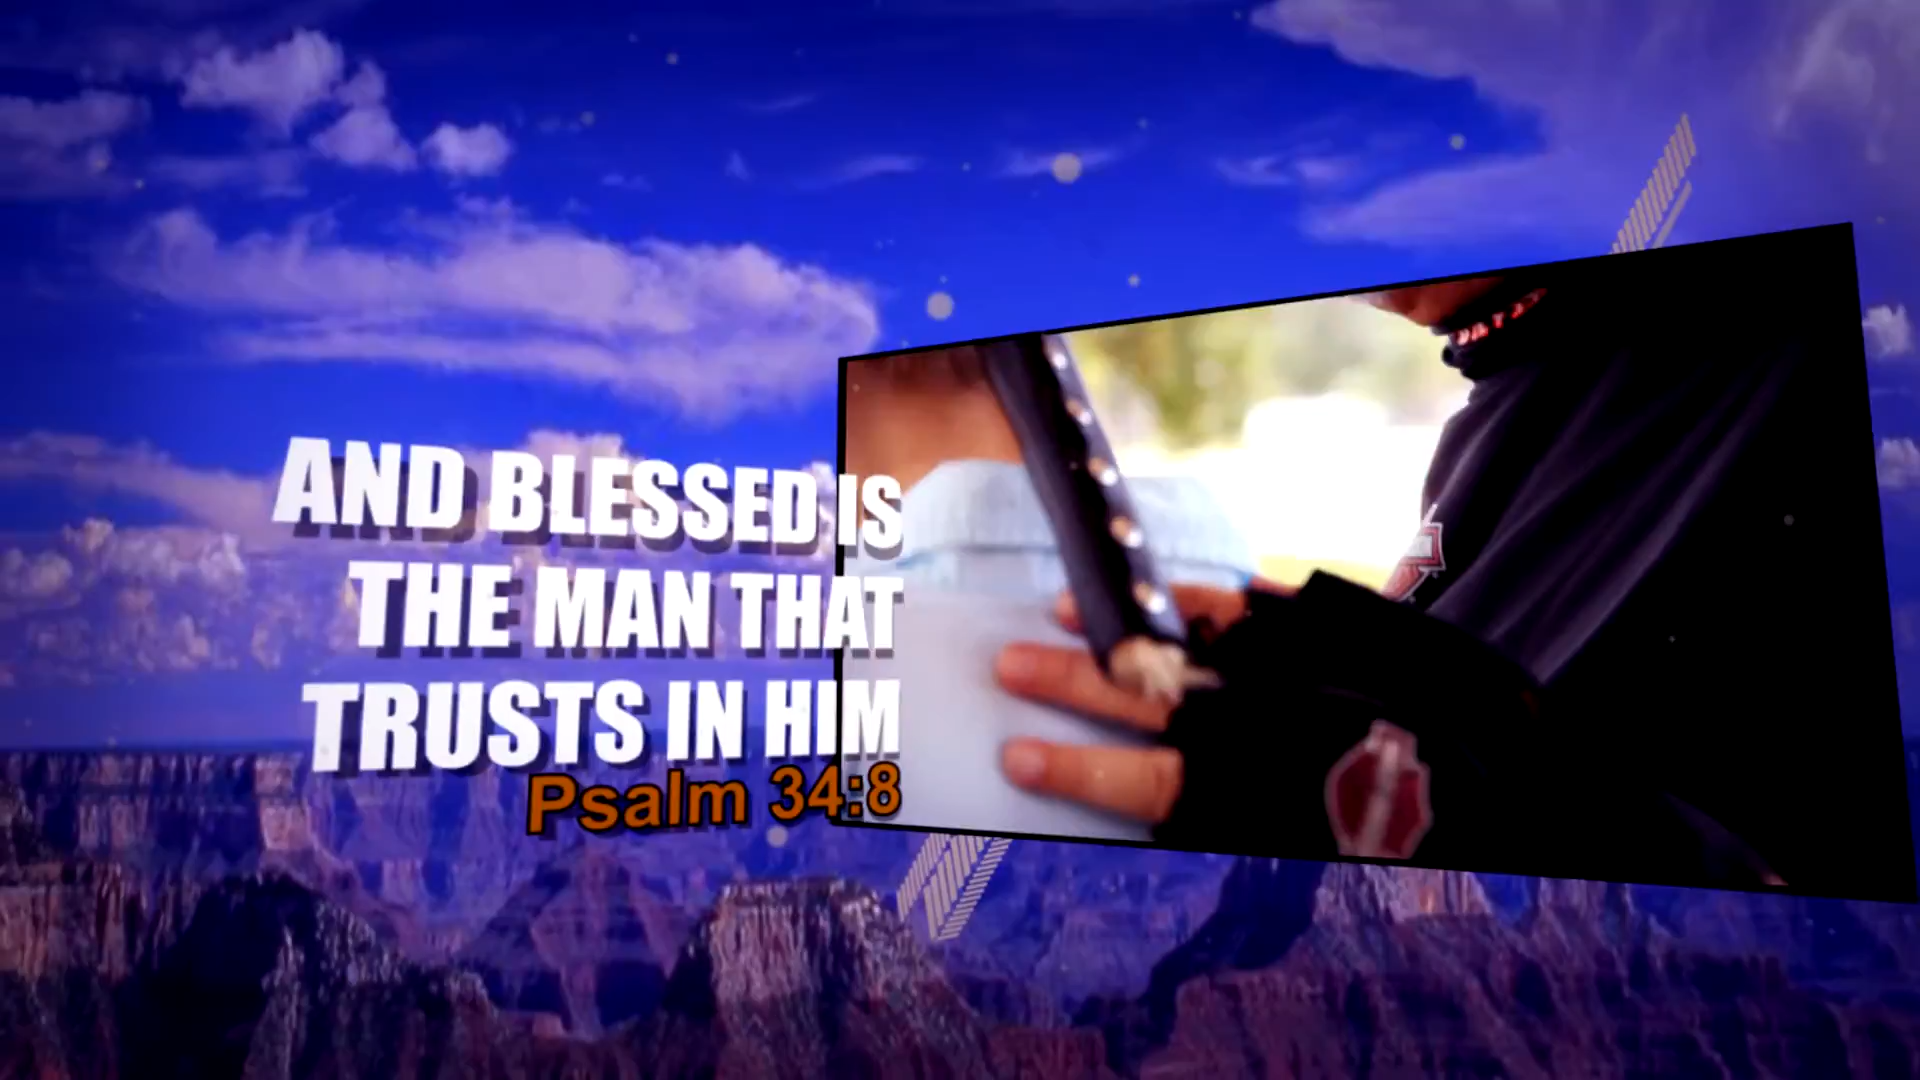 AND BLESSED IS
THE MAN THAT
TRUSTS IN HIM
Psalm 34:8